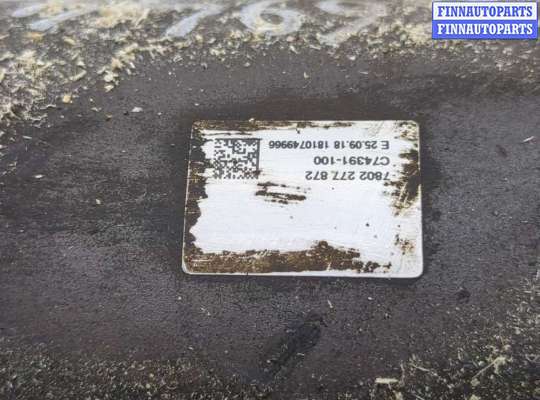 FINNAUTOPARTS
FINNAUTOPARTS
7802 277 872
C74391-100
E 25.09.18 1810749966